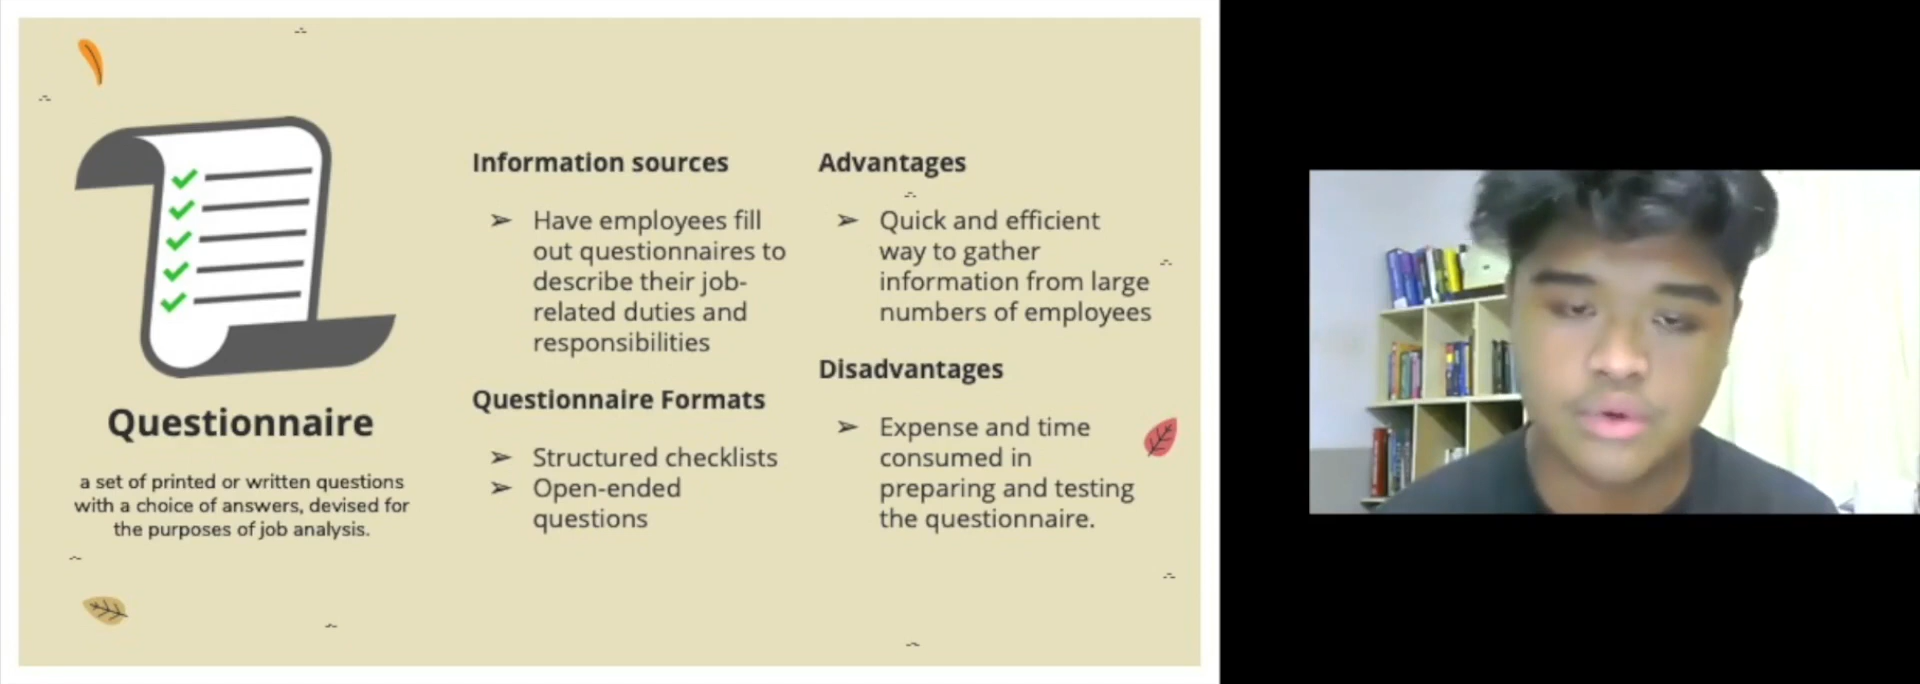 Questionnaire
a set of printed or written questions
with a choice of answers, devised for
the purposes of job analysis.
Information sources
➢ Have employees fill
out questionnaires to
describe their job-
related duties and
responsibilities
Questionnaire Formats
➢ Structured checklists
➢ Open-ended
questions
Advantages
➢ Quick and efficient
way to gather
information from large
numbers of employees
Disadvantages
➢ Expense and time
consumed in
preparing and testing
the questionnaire.